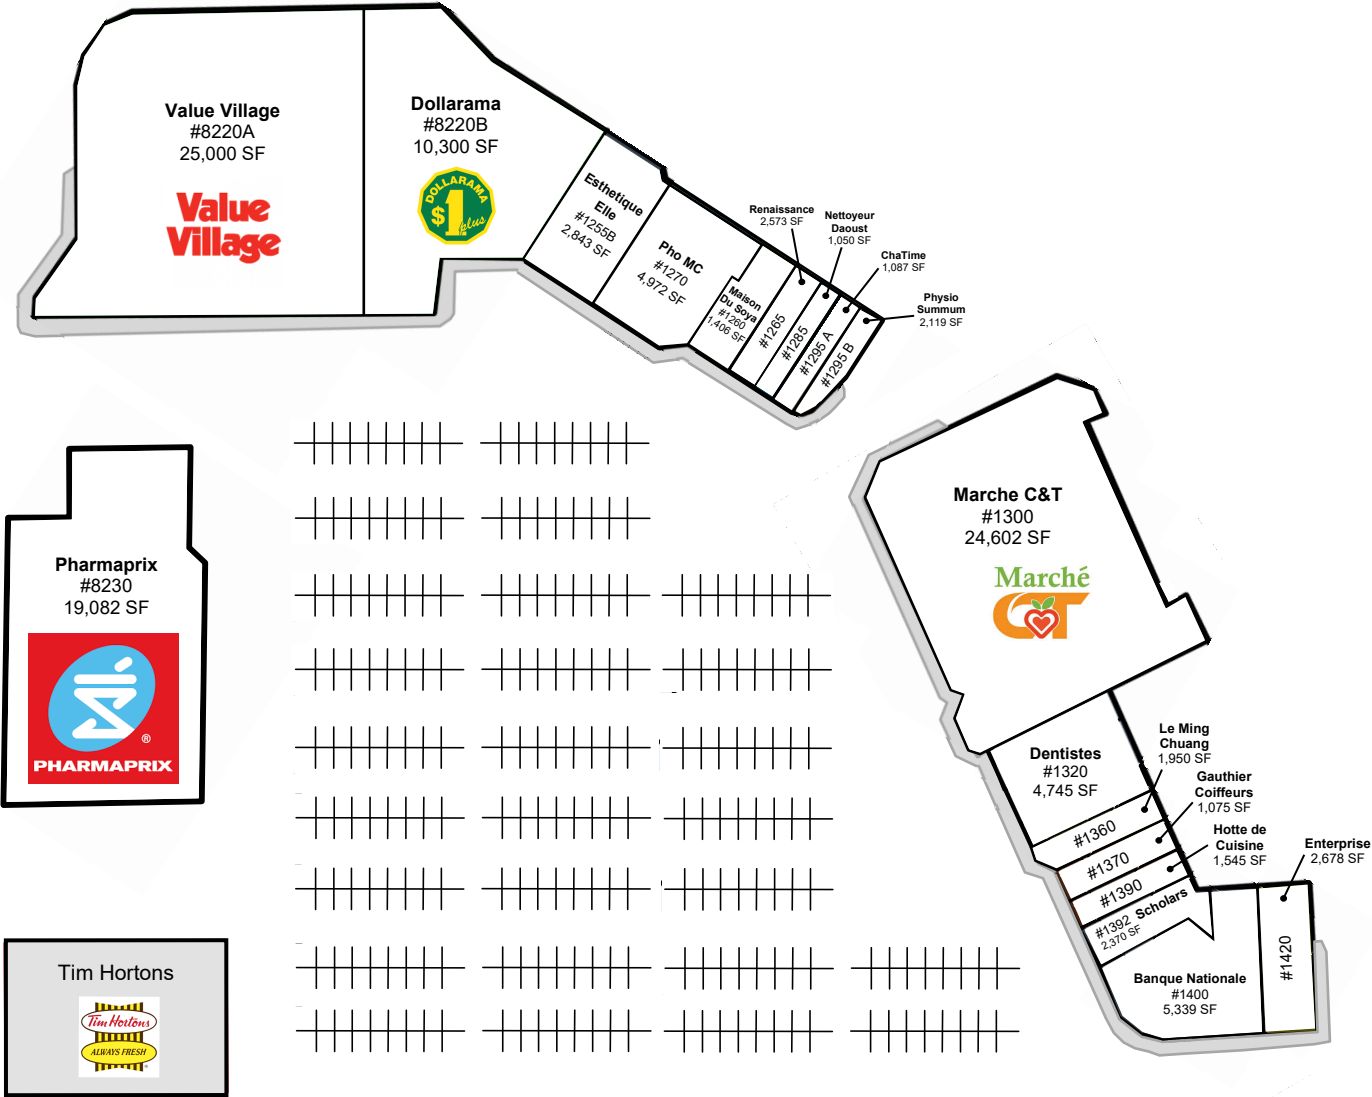 Value Village
#8220A
25,000 SF
Value
Village
Dollarama
#8220B
10,300 SF
DOLLARAMA
$1
plus
Esthetique
Elle
#1255B
2,843 SF
Pho MC
#1270
4,972 SF
Maison
Du Soya
#1260
1,406 SF
Renaissance
2,573 SF
#1265
Nettoyeur
Daoust
1,050 SF
#1285
ChaTime
1,087 SF
#1295 A
Physio
Summum
2,119 SF
#1295 B
Marche C&T
#1300
24,602 SF
Marché
C&T
Pharmaprix
#8230
19,082 SF
®
PHARMAPRIX
Dentistes
#1320
4,745 SF
Le Ming
Chuang
1,950 SF
#1360
Gauthier
Coiffeurs
1,075 SF
#1370
Hotte de
Cuisine
1,545 SF
#1390
#1392 Scholars
2,370 SF
Enterprise
2,678 SF
#1420
Banque Nationale
#1400
5,339 SF
Tim Hortons
Tim Hortons
ALWAYS FRESH